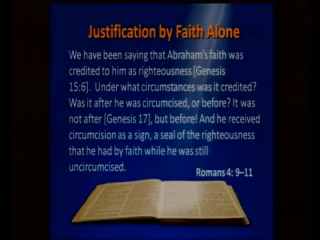 Justification by Faith Alone
We have been saying that Abraham's faith was
credited to him as righteousness [Genesis
15:6].  Under what circumstances was it credited?
Was it after he was circumcised, or before? It was
not after [Genesis 17], but before! And he received
circumcision as a sign, a seal of the righteousness
that he had by faith while he was still
uncircumcised.
Romans 4: 9–11